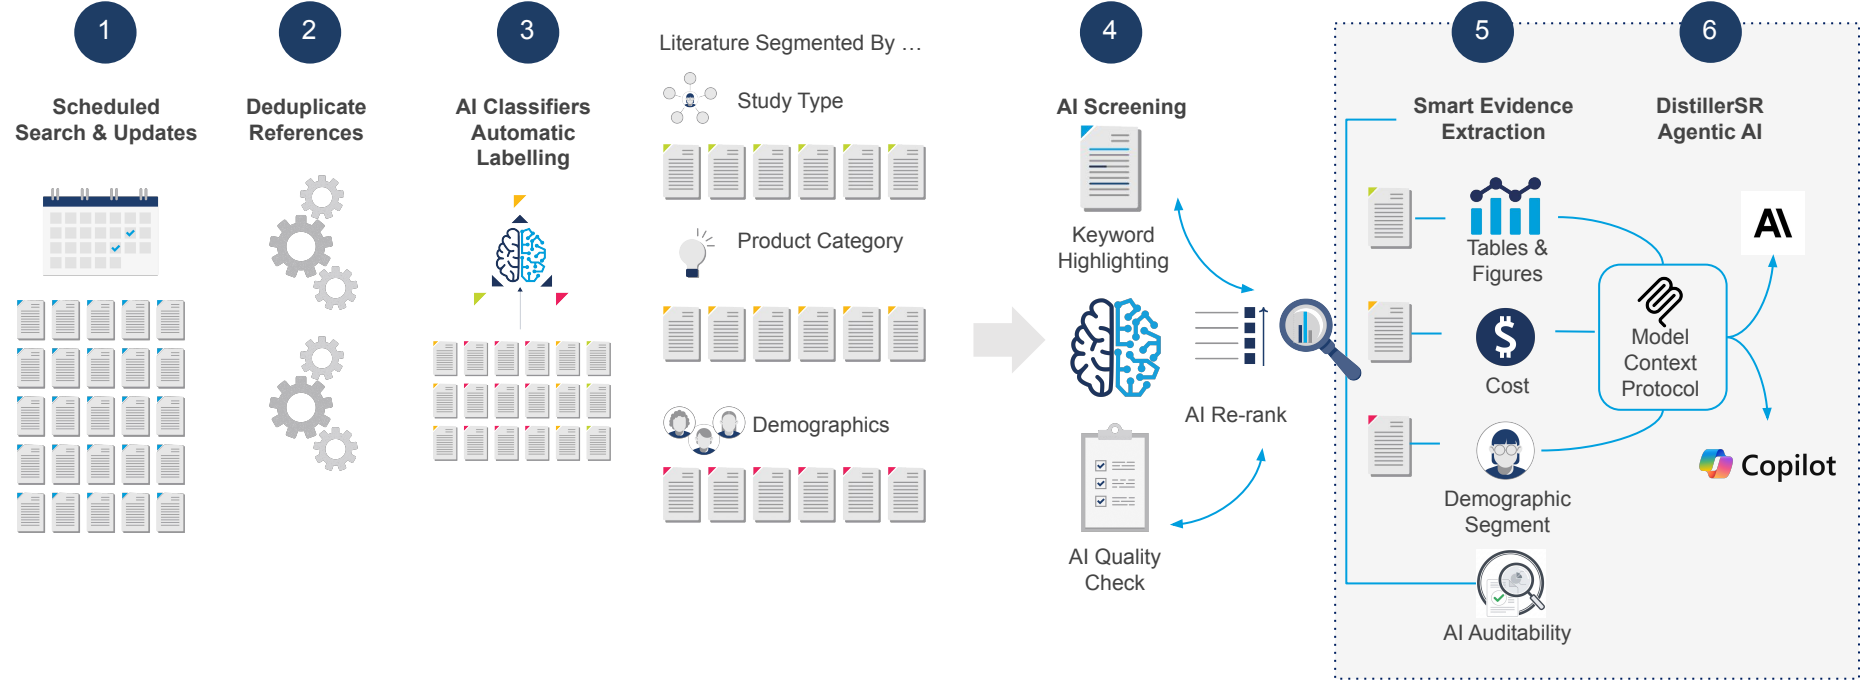 1
Scheduled
Search & Updates
2
Deduplicate
References
3
AI Classifiers
Automatic
Labelling
Literature Segmented By …
Study Type
Product Category
Demographics
4
AI Screening
Keyword
Highlighting
AI Re-rank
AI Quality
Check
5
Smart Evidence
Extraction
Tables &
Figures
$
Cost
Demographic
Segment
AI Auditability
6
DistillerSR
Agentic AI
Model
Context
Protocol
A\
Copilot